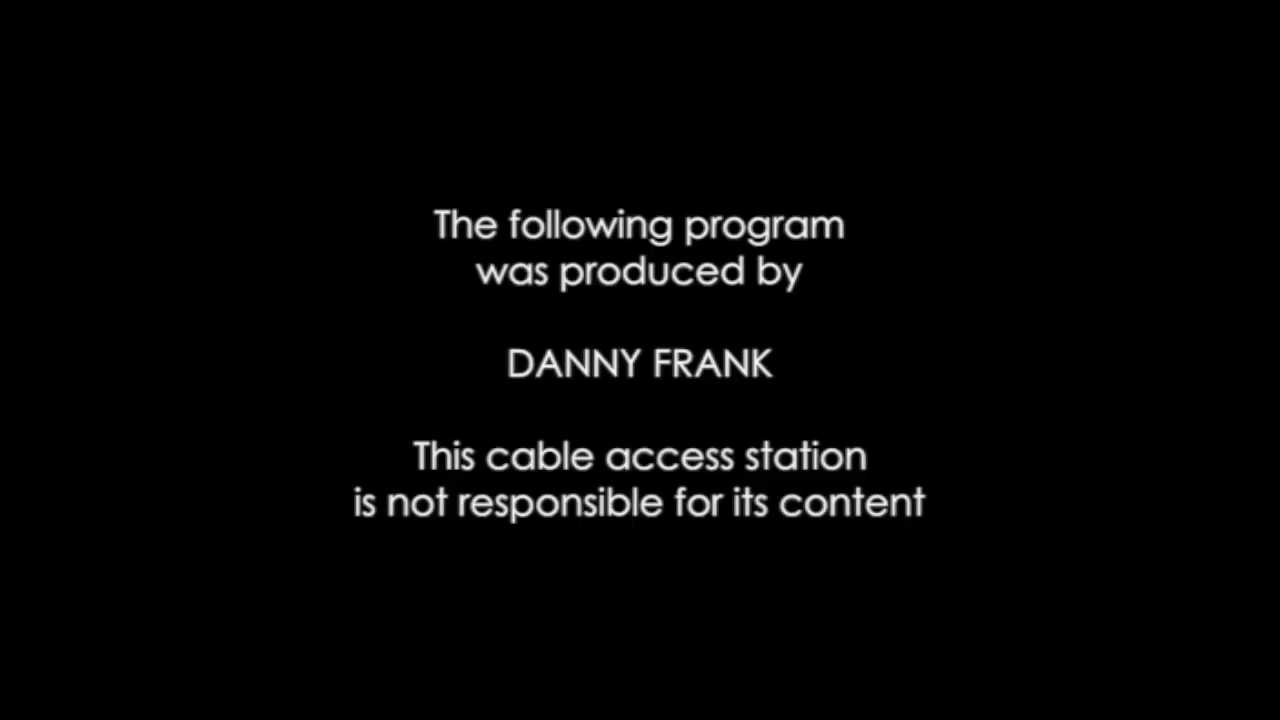 The following program
was produced by
DANNY FRANK
This cable access station
is not responsible for its content